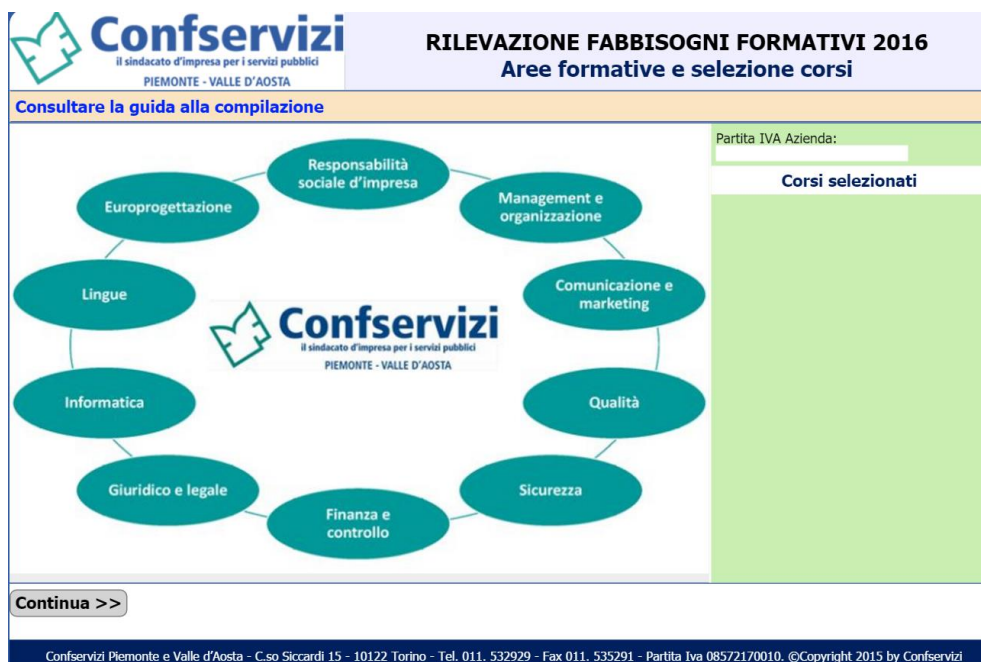 Confservizi
il sindacato d'impresa per i servizi pubblici
PIEMONTE - VALLE D'AOSTA
RILEVAZIONE FABBISOGNI FORMATIVI 2016
Aree formative e selezione corsi
Consultare la guida alla compilazione
Partita IVA Azienda:
Corsi selezionati
Responsabilità
sociale d'impresa
Management e
organizzazione
Comunicazione e
marketing
Qualità
Sicurezza
Finanza e
controllo
Giuridico e legale
Informatica
Lingue
Europrogettazione
Confservizi
il sindacato d'impresa per i servizi pubblici
PIEMONTE - VALLE D'AOSTA
Continua >>
Confservizi Piemonte e Valle d'Aosta - C.so Siccardi 15 - 10122 Torino - Tel. 011. 532929 - Fax 011. 535291 - Partita Iva 08572170010. ©Copyright 2015 by Confservizi